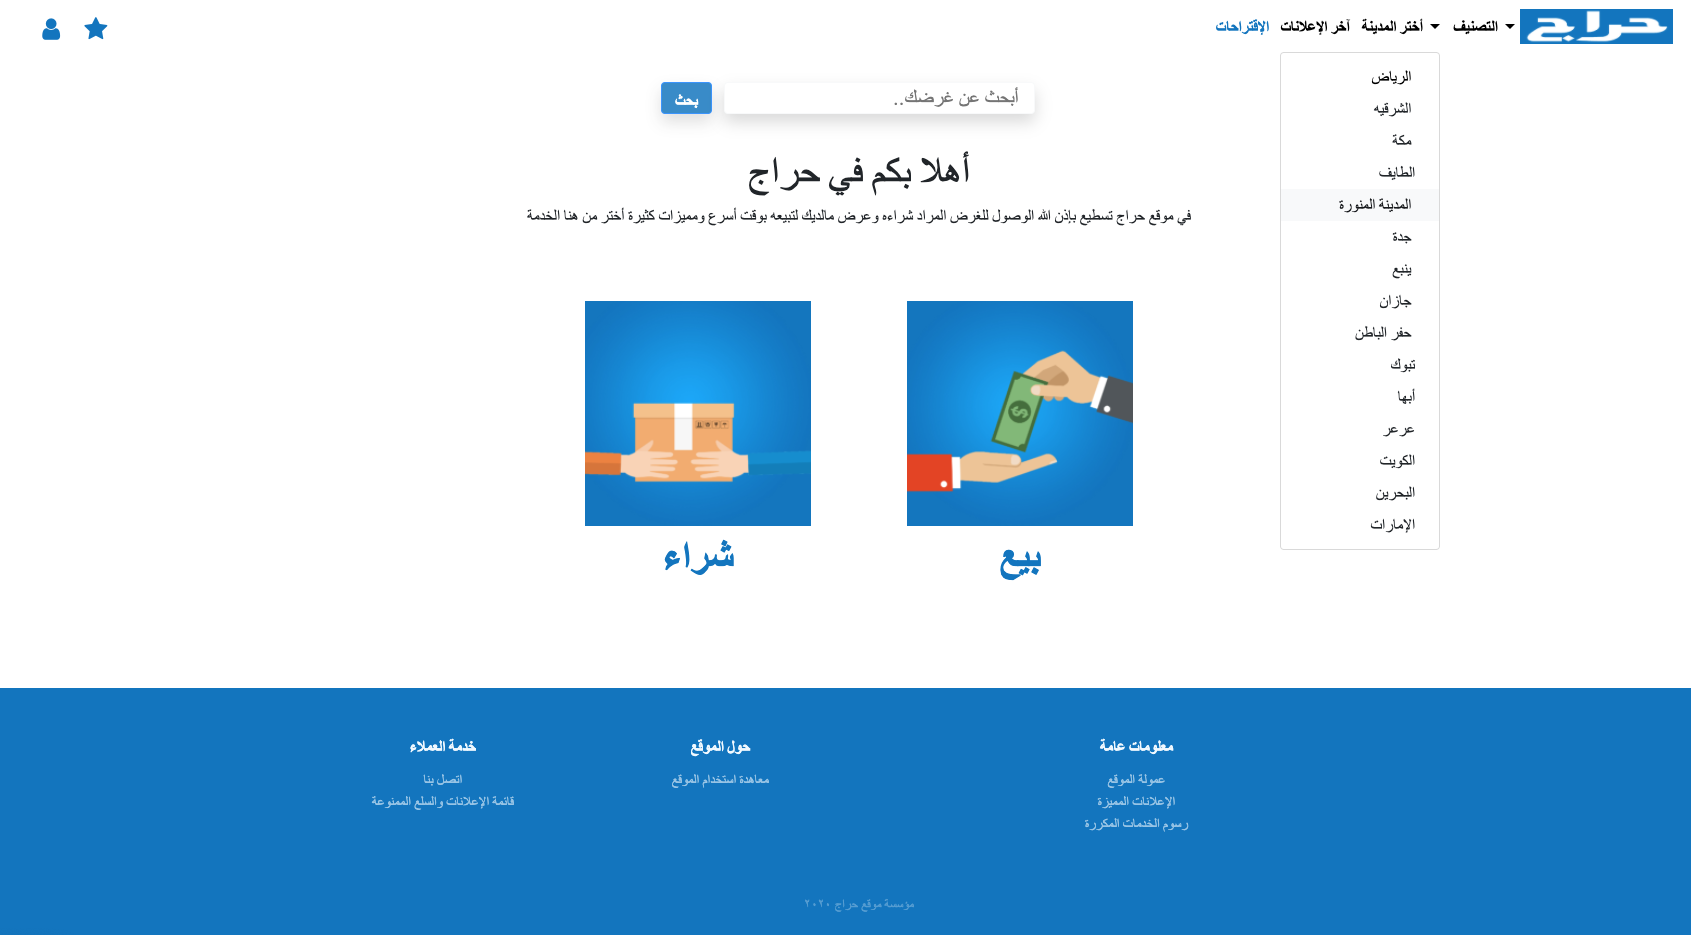 حراج
التصنيف
أختر المدينة
آخر الإعلانات
الإقتراحات
الرياض
الشرقيه
مكة
الطايف
المدينة المنورة
جدة
ينبع
جازان
حفر الباطن
تبوك
أبها
عرعر
الكويت
البحرين
الإمارات
أبحث عن غرضك..
بحث
أهلا بكم في حراج
في موقع حراج تسطيع بإذن الله الوصول للغرض المراد شراءه وعرض مالديك لتبيعه بوقت أسرع ومميزات كثيرة أختر من هنا الخدمة
بيع
شراء
معلومات عامة
عمولة الموقع
الإعلانات المميزة
رسوم الخدمات المكررة
حول الموقع
معاهدة استخدام الموقع
خدمة العملاء
اتصل بنا
قائمة الإعلانات والسلع الممنوعة
مؤسسة موقع حراج ٢٠٢٠